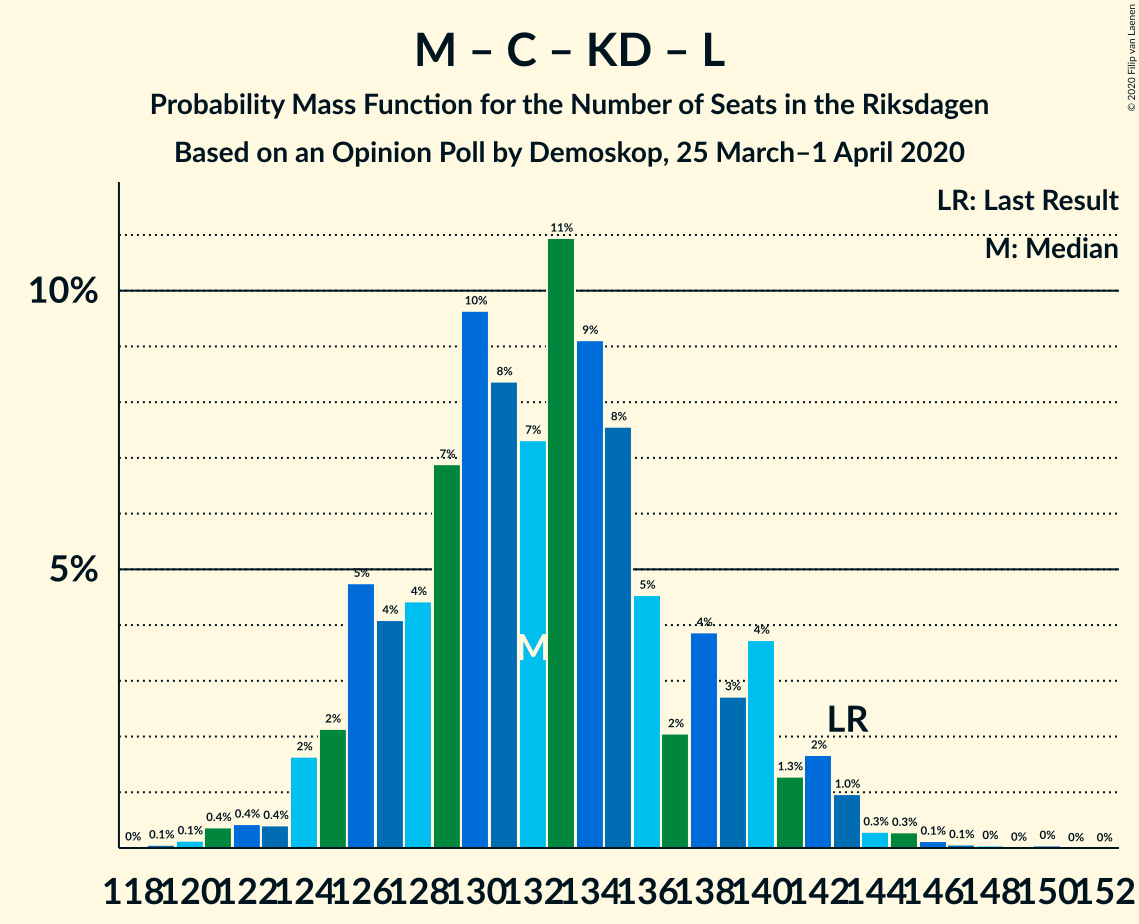 M – C – KD – L
Probability Mass Function for the Number of Seats in the Riksdagen
Based on an Opinion Poll by Demoskop, 25 March–1 April 2020
© 2020 Filip van Laenen
LR: Last Result
M: Median
10%
5%
0% 0.1% 0.1% 0.4% 0.4% 0.4% 2% 2% 5% 4% 4% 7% 10% 8% 7% 11% 9% 8% 5% 2% 4% 3% 4% 1.3% 2% 1.0% 0.3% 0.3% 0.1% 0.1% 0% 0% 0% 0% 0%
M
LR
118 120 122 124 126 128 130 132 134 136 138 140 142 144 146 148 150 152